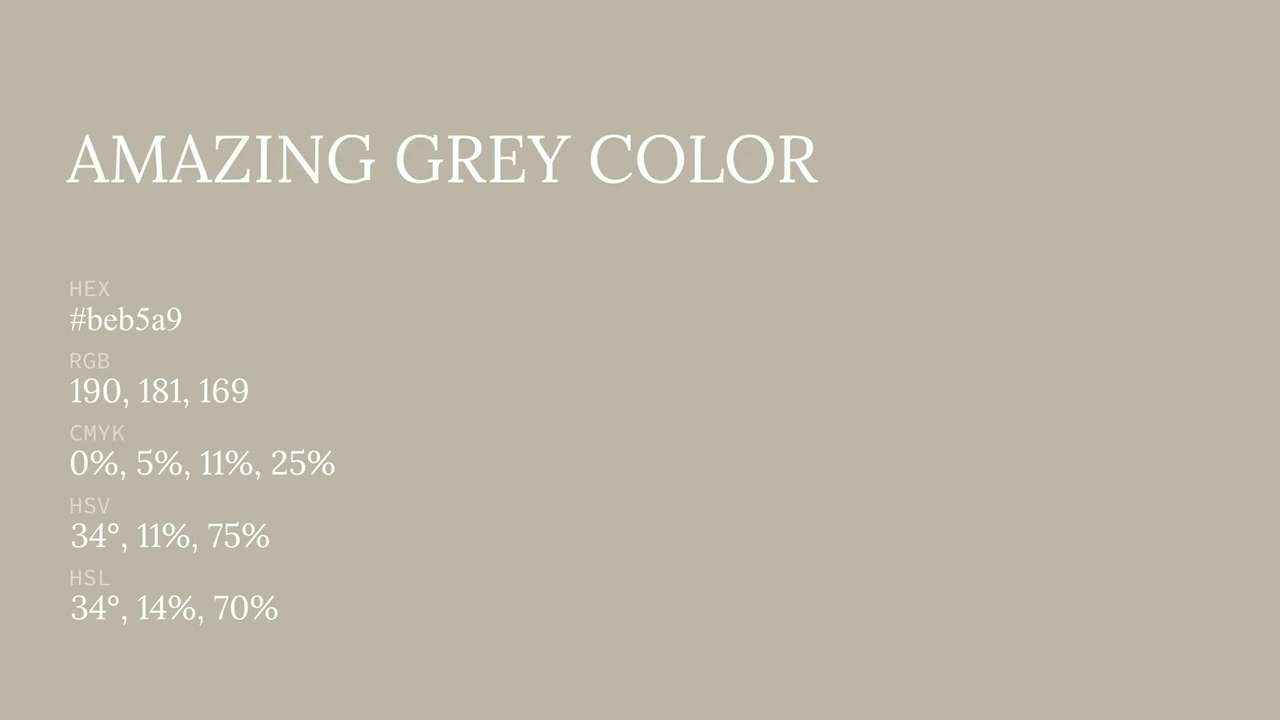 AMAZING GREY COLOR
HEX
#beb5a9
RGB
190, 181, 169
CMYK
0%, 5%, 11%, 25%
HSV
34°, 11%, 75%
HSL
34°, 14%, 70%